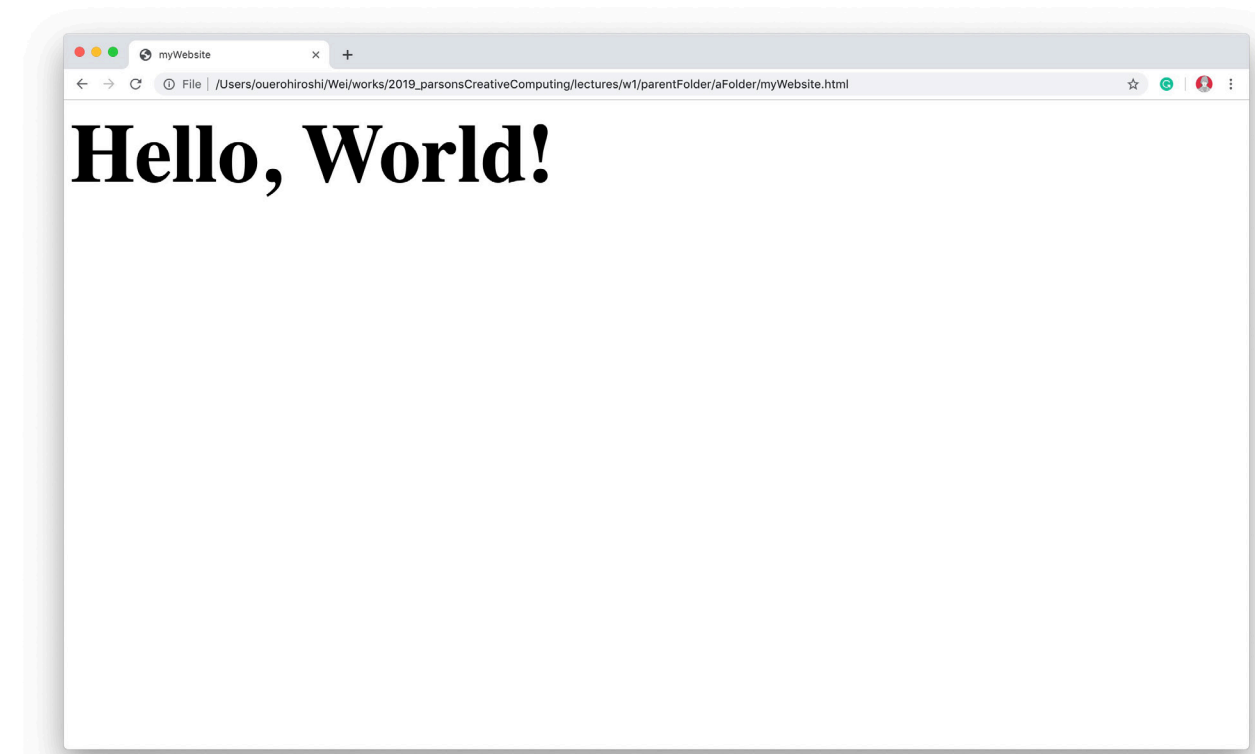 myWebsite
File | /Users/ouerohiroshi/Wei/works/2019_parsonsCreativeComputing/lectures/w1/parentFolder/aFolder/myWebsite.html
Hello, World!